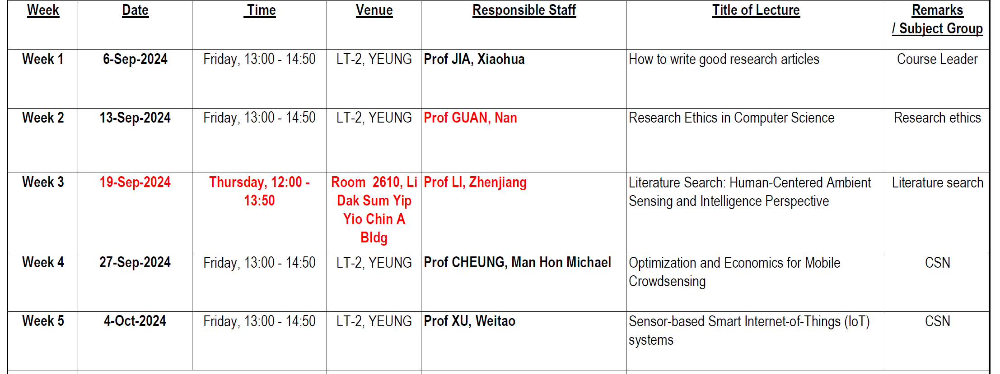 Week Date Time Venue Responsible Staff Title of Lecture Remarks
/ Subject Group
Week 1 6-Sep-2024 Friday, 13:00 - 14:50 LT-2, YEUNG Prof JIA, Xiaohua How to write good research articles Course Leader
Week 2 13-Sep-2024 Friday, 13:00 - 14:50 LT-2, YEUNG Prof GUAN, Nan Research Ethics in Computer Science Research ethics
Week 3 19-Sep-2024 Thursday, 12:00 - Room 2610, Li Prof LI, Zhenjiang Literature Search: Human-Centered Ambient Literature search
13:50 Dak Sum Yip Sensing and Intelligence Perspective
Yio Chin A
Bldg
Week 4 27-Sep-2024 Friday, 13:00 - 14:50 LT-2, YEUNG Prof CHEUNG, Man Hon Michael Optimization and Economics for Mobile CSN
Crowdsensing
Week 5 4-Oct-2024 Friday, 13:00 - 14:50 LT-2, YEUNG Prof XU, Weitao Sensor-based Smart Internet-of-Things (IoT) CSN
systems